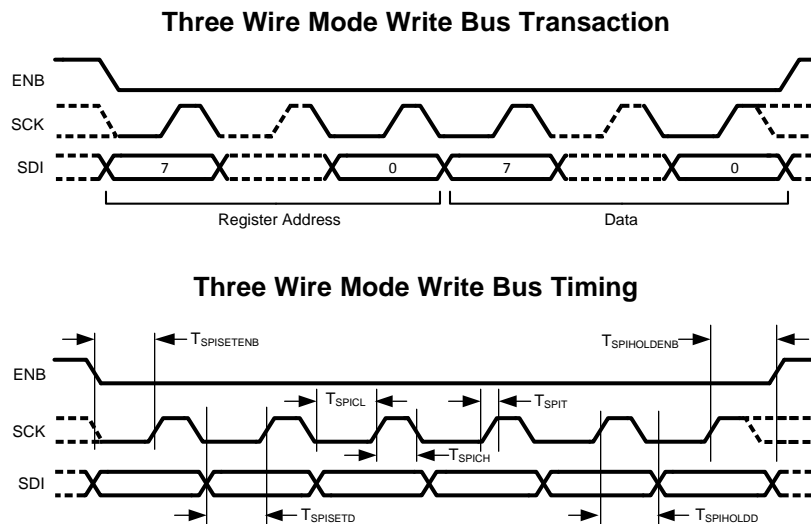 Three Wire Mode Write Bus Transaction
ENB
SCK
SDI
7
0
7
0
Register Address
Data
Three Wire Mode Write Bus Timing
TSPISETENB
TSPIHOLDENB
ENB
TSPICL
TSPIT
SCK
TSPICH
SDI
TSPISETD
TSPIHOLDD